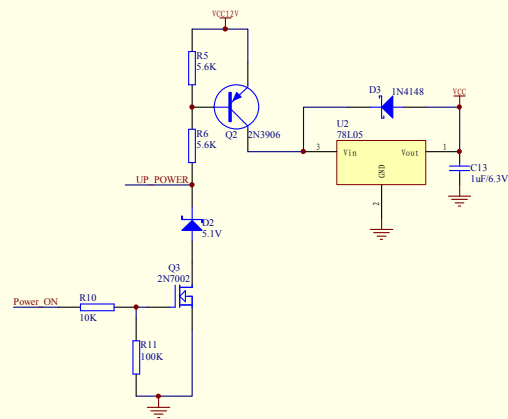 VCC12V
R5
5.6K
D3
1N4148
VCC
Q2
2N3906
U2
78L05
R6
5.6K
3
Vin
Vout
1
GND
2
C13
1uF/6.3V
UP_POWER
D2
5.1V
Q3
2N7002
Power_ON
R10
10K
R11
100K